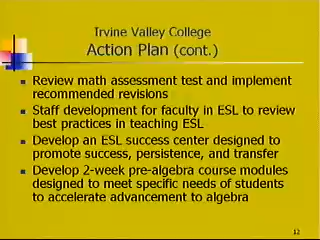 Irvine Valley College
Action Plan (cont.)
Review math assessment test and implement
recommended revisions
Staff development for faculty in ESL to review
best practices in teaching ESL
Develop an ESL success center designed to
promote success, persistence, and transfer
Develop 2-week pre-algebra course modules
designed to meet specific needs of students
to accelerate advancement to algebra
12